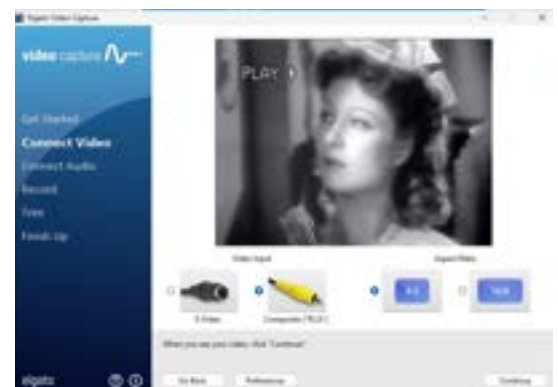 Elgato Video Capture
video capture
PLAY
Get Started
Connect Video
Connect Audio
Record
Trim
Finish Up
Video Input
Aspect Ratio
S-Video
Composite (RCA)
4:3
16:9
When you see your video, click "Continue"
elgato
Go Back
Preferences
Continue